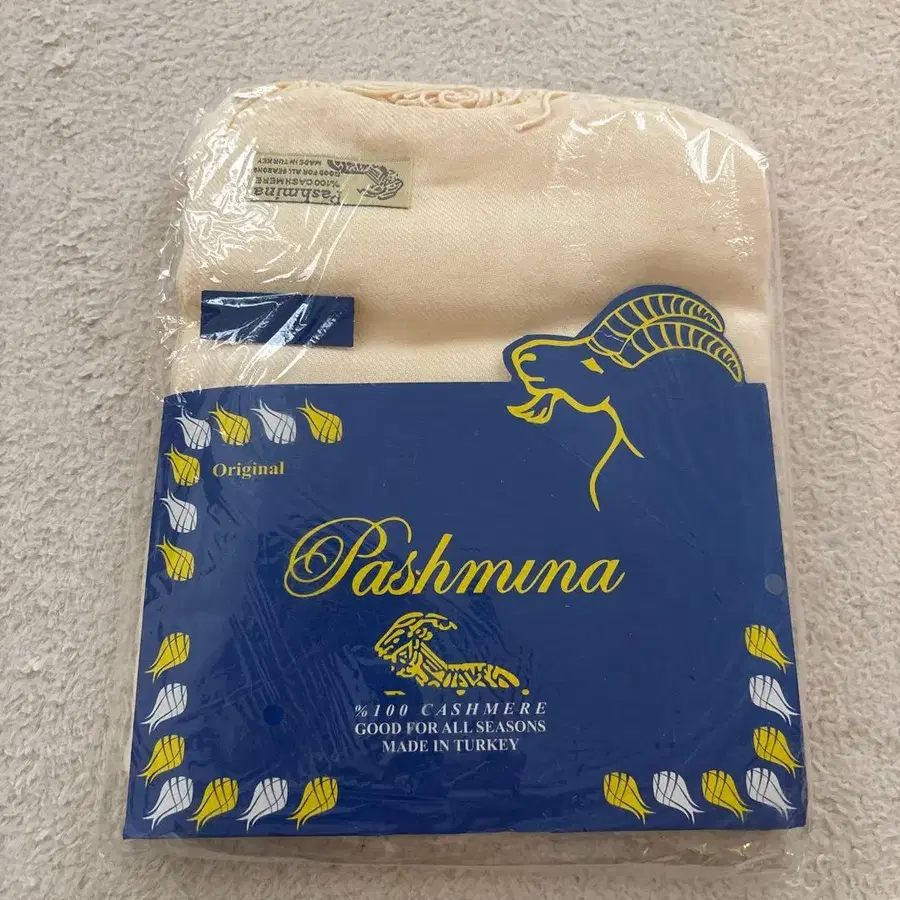 Pashmina
%100 CASHMERE
GOOD FOR ALL SEASONS
MADE IN TURKEY
Original
Pashmına
%100 CASHMERE
GOOD FOR ALL SEASONS
MADE IN TURKEY